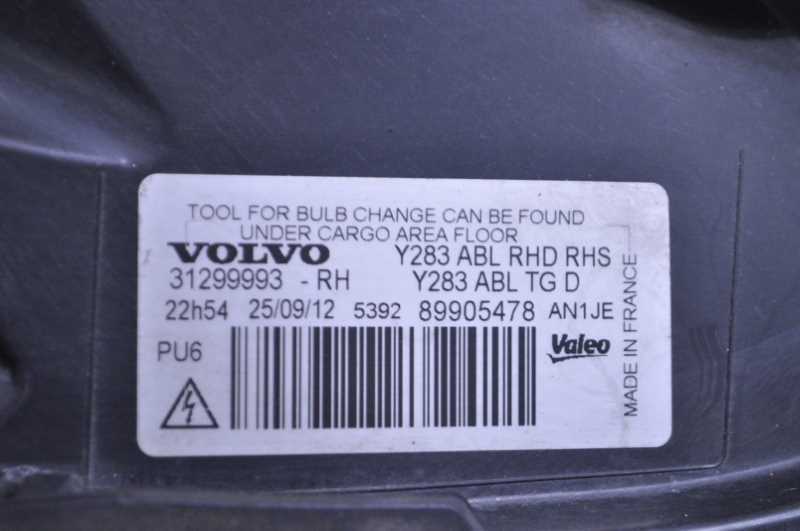 TOOL FOR BULB CHANGE CAN BE FOUND
UNDER CARGO AREA FLOOR
VOLVO Y283 ABL RHD RHS
31299993 - RH Y283 ABL TG D
22h54 25/09/12 5392 89905478 AN1JE
PU6
Valeo
MADE IN FRANCE